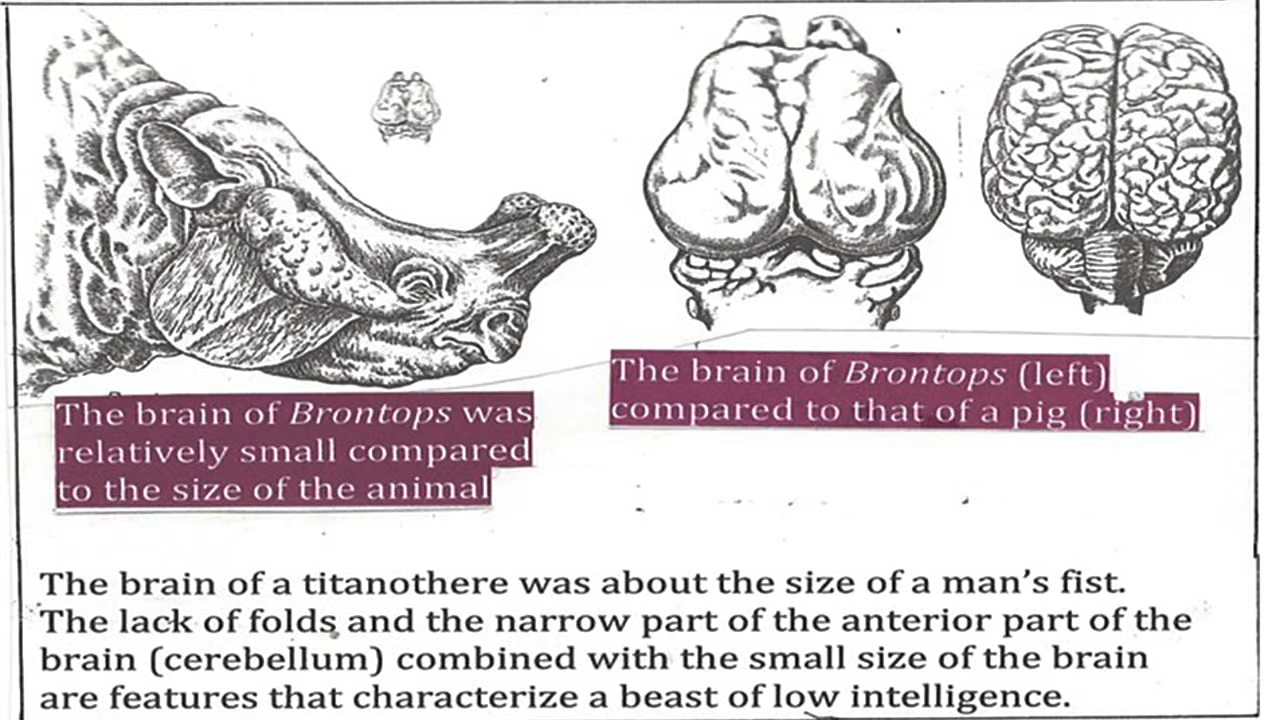 The brain of Brontops was
relatively small compared
to the size of the animal
The brain of Brontops (left)
compared to that of a pig (right)
The brain of a titanothere was about the size of a man's fist.
The lack of folds and the narrow part of the anterior part of the
brain (cerebellum) combined with the small size of the brain
are features that characterize a beast of low intelligence.